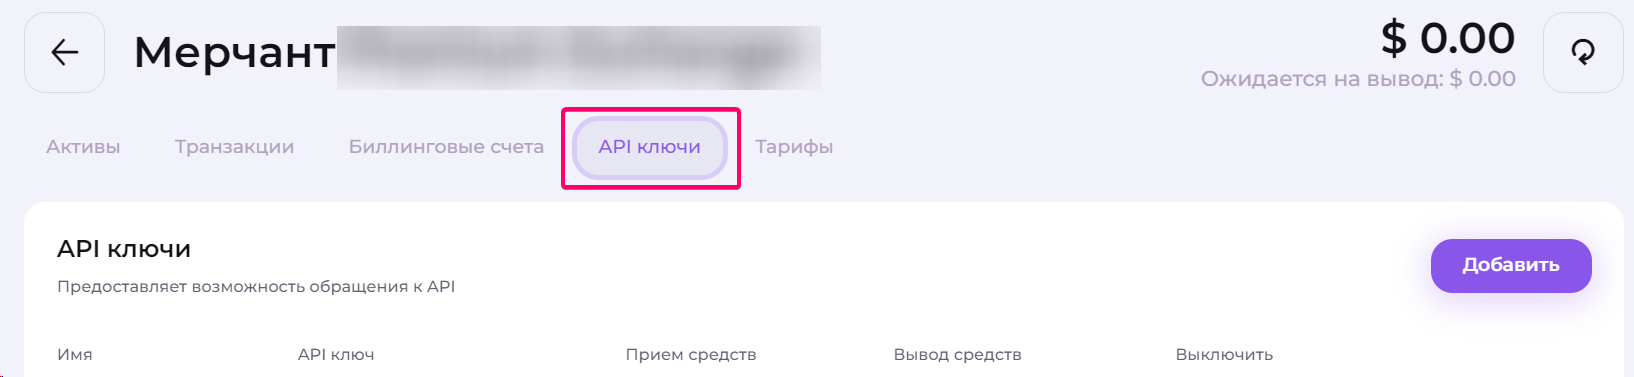 Мерчант
$ 0.00
Ожидается на вывод: $ 0.00
Активы Транзакции Биллинговые счета API ключи Тарифы
API ключи
Добавить
Предоставляет возможность обращения к API
Имя API ключ Прием средств Вывод средств Выключить